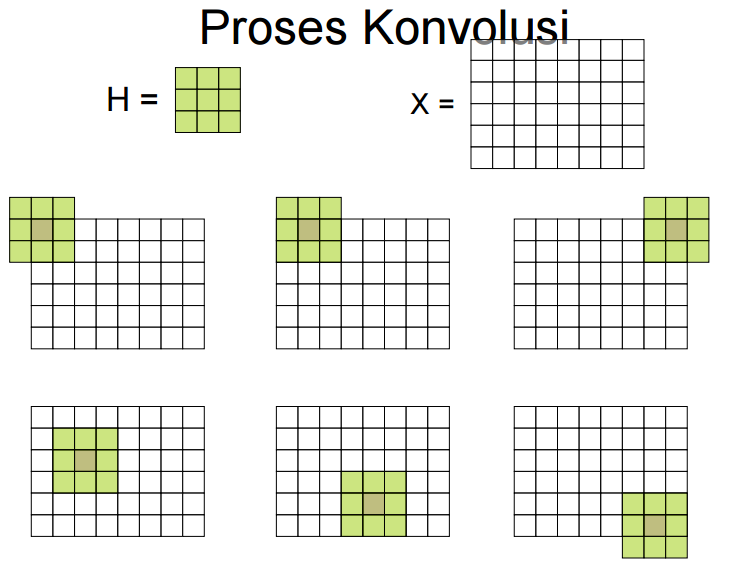 Proses Konvolusi
H =
X =